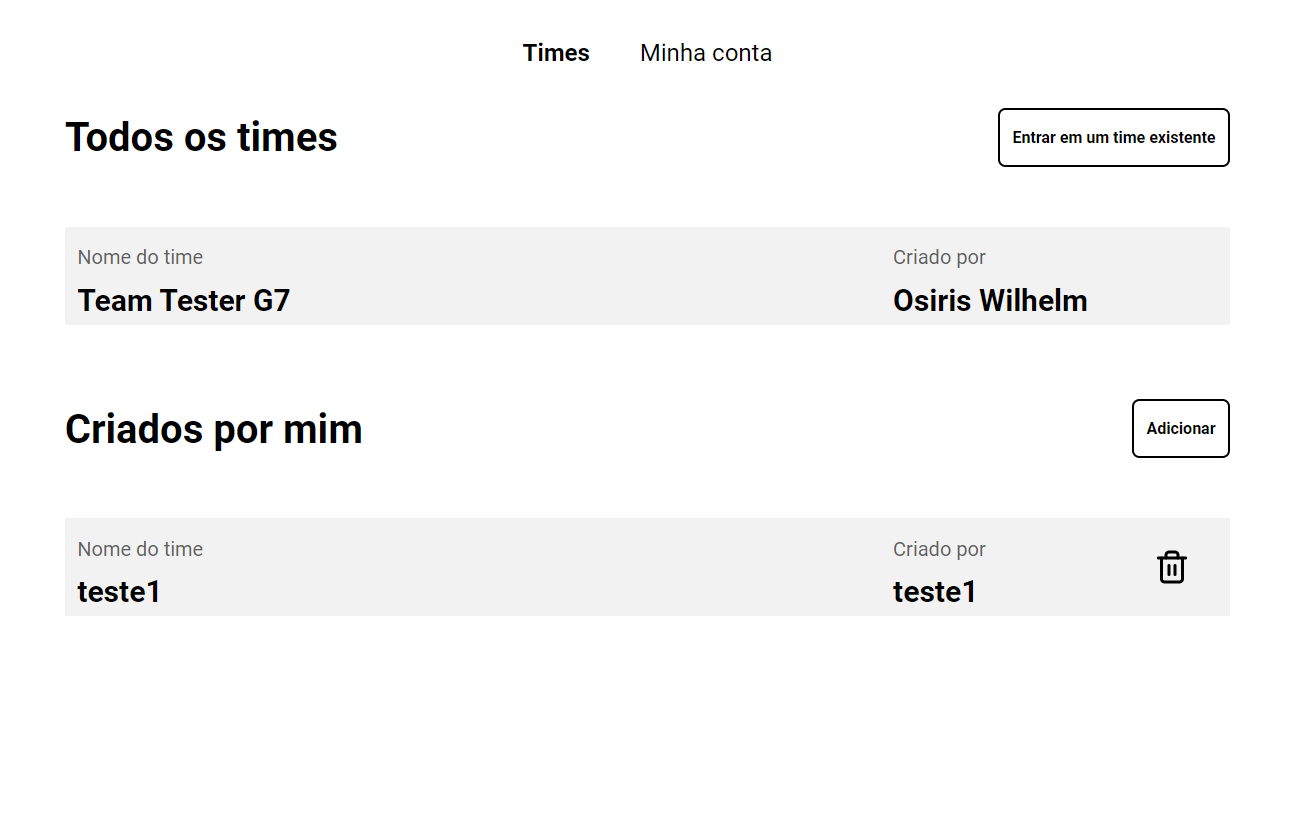 Times Minha conta
Todos os times
Entrar em um time existente
Nome do time Criado por
Team Tester G7 Osiris Wilhelm
Criados por mim
Adicionar
Nome do time Criado por
teste1 teste1